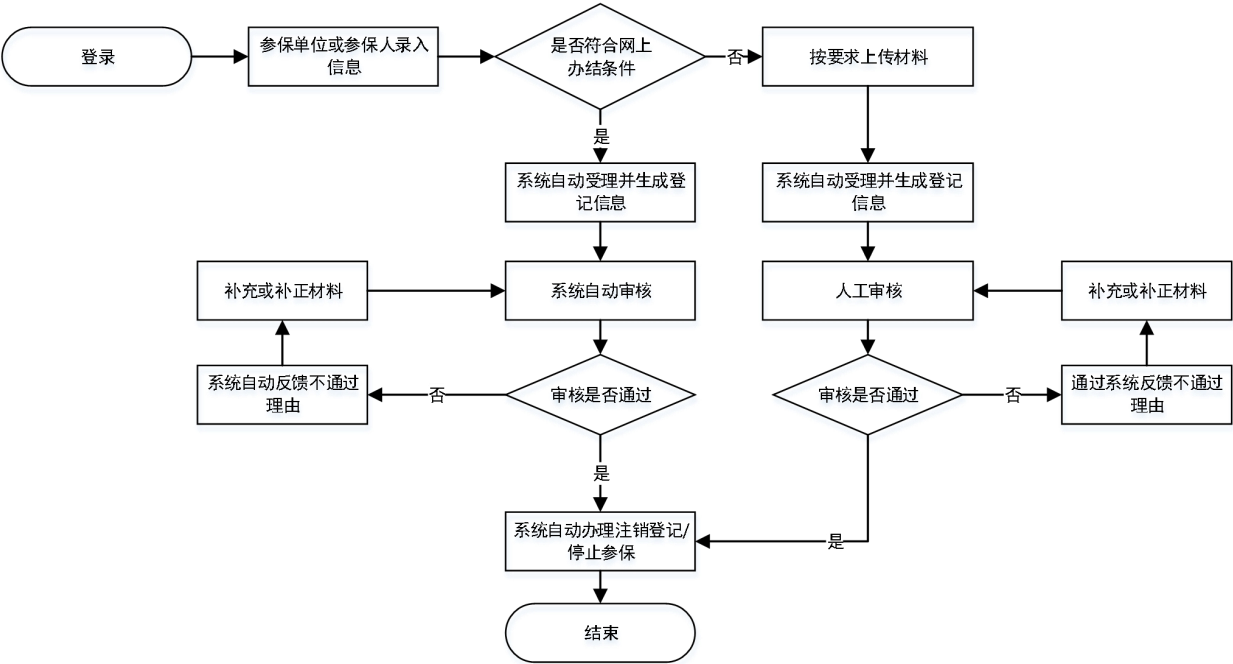 登录
参保单位或参保人录入
信息
是否符合网上
办结条件
否
按要求上传材料
是
系统自动受理并生成登
记信息
系统自动受理并生成登记
信息
补充或补正材料
系统自动审核
人工审核
补充或补正材料
系统自动反馈不通过
理由
否
审核是否通过
审核是否通过
否
通过系统反馈不通过
理由
是
系统自动办理注销登记/
停止参保
是
结束